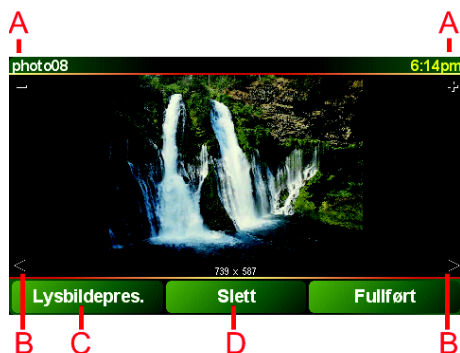 A A
photo08 6:14pm
− +
< 739 x 587 >
Lysbildepres. Slett Fullført
B C D B